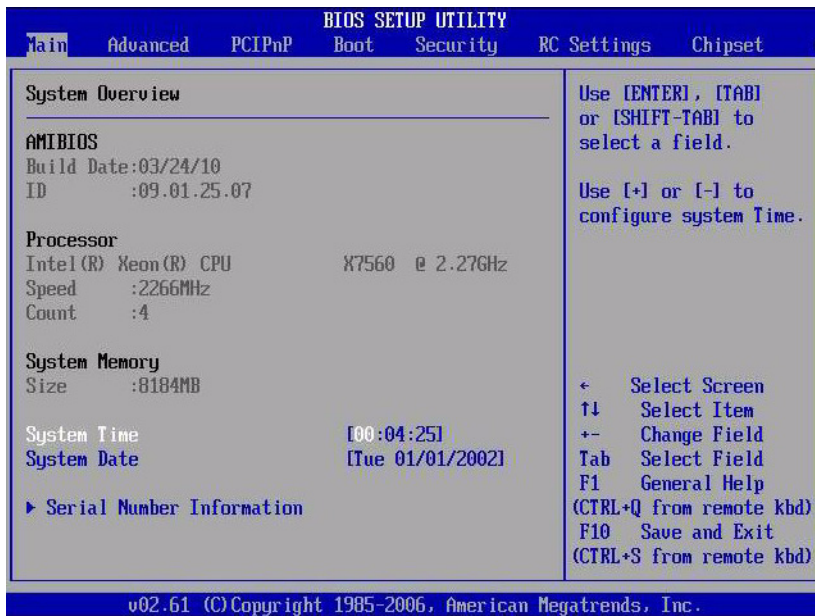 BIOS SETUP UTILITY
Main Advanced PCIPnP Boot Security RC Settings Chipset
System Overview
AMIBIOS
Build Date:03/24/10
ID :09.01.25.07
Processor
Intel(R) Xeon(R) CPU X7560 @ 2.27GHz
Speed :2266MHz
Count :4
System Memory
Size :8184MB
System Time [00:04:25]
System Date [Tue 01/01/2002]
▶ Serial Number Information
Use [ENTER], [TAB]
or [SHIFT-TAB] to
select a field.
Use [+] or [-] to
configure system Time.
← Select Screen
↑↓ Select Item
+- Change Field
Tab Select Field
F1 General Help
(CTRL+Q from remote kbd)
F10 Save and Exit
(CTRL+S from remote kbd)
v02.61 (C)Copyright 1985-2006, American Megatrends, Inc.